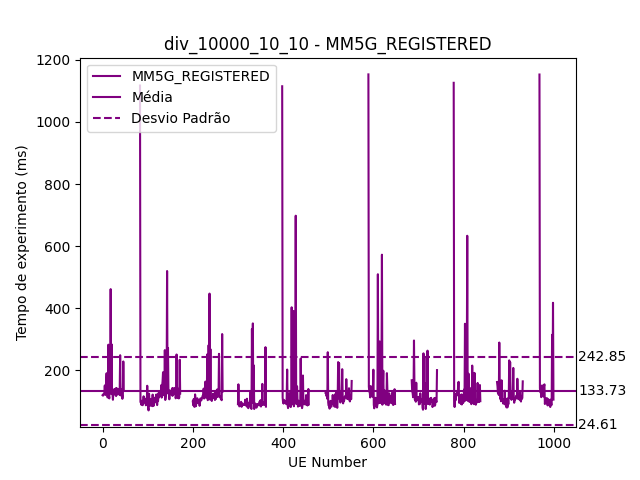 div_10000_10_10 - MM5G_REGISTERED
MM5G_REGISTERED
Média
Desvio Padrão
Tempo de experimento (ms)
1200
1000
800
600
400
200
242.85
133.73
24.61
0 200 400 600 800 1000
UE Number